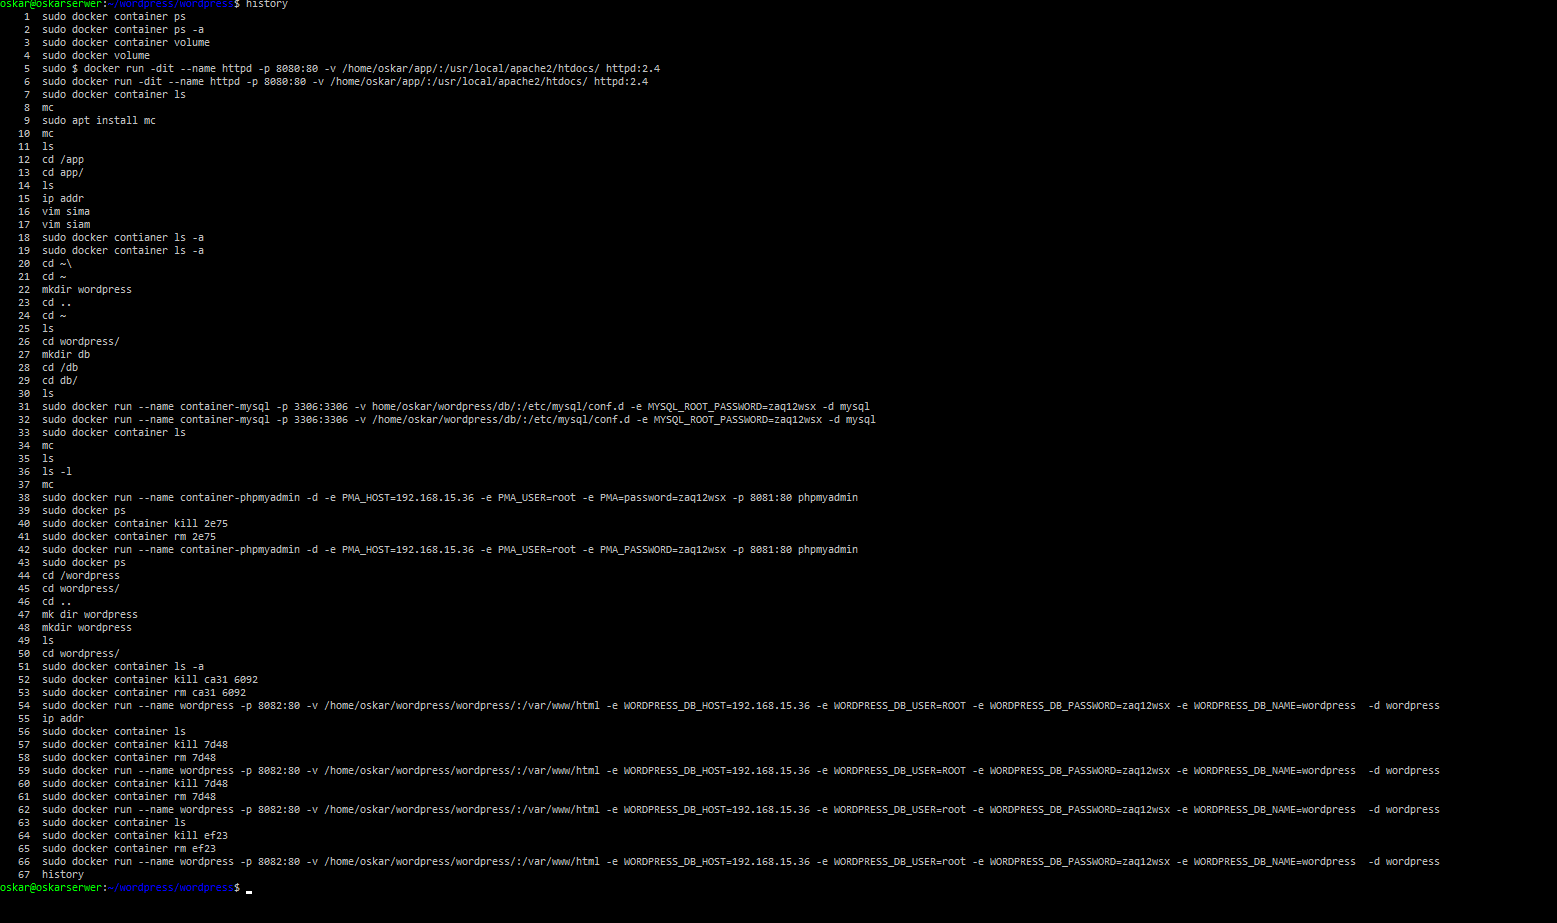 oskar@oskarserwer:~/wordpress/wordpress$ history
1 sudo docker container ps
2 sudo docker container ps -a
3 sudo docker container volume
4 sudo docker volume
5 sudo $ docker run -dit --name httpd -p 8080:80 -v /home/oskar/app/:/usr/local/apache2/htdocs/ httpd:2.4
6 sudo docker run -dit --name httpd -p 8080:80 -v /home/oskar/app/:/usr/local/apache2/htdocs/ httpd:2.4
7 sudo docker container ls
8 mc
9 sudo apt install mc
10 mc
11 ls
12 cd /app
13 cd app/
14 ls
15 ip addr
16 vim sima
17 vim siam
18 sudo docker contianer ls -a
19 sudo docker container ls -a
20 cd ~\
21 cd ~
22 mkdir wordpress
23 cd ..
24 cd ~
25 ls
26 cd wordpress/
27 mkdir db
28 cd /db
29 cd db/
30 ls
31 sudo docker run --name container-mysql -p 3306:3306 -v home/oskar/wordpress/db/:/etc/mysql/conf.d -e MYSQL_ROOT_PASSWORD=zaq12wsx -d mysql
32 sudo docker run --name container-mysql -p 3306:3306 -v /home/oskar/wordpress/db/:/etc/mysql/conf.d -e MYSQL_ROOT_PASSWORD=zaq12wsx -d mysql
33 sudo docker container ls
34 mc
35 ls
36 ls -l
37 mc
38 sudo docker run --name container-phpmyadmin -d -e PMA_HOST=192.168.15.36 -e PMA_USER=root -e PMA=password=zaq12wsx -p 8081:80 phpmyadmin
39 sudo docker ps
40 sudo docker container kill 2e75
41 sudo docker container rm 2e75
42 sudo docker run --name container-phpmyadmin -d -e PMA_HOST=192.168.15.36 -e PMA_USER=root -e PMA_PASSWORD=zaq12wsx -p 8081:80 phpmyadmin
43 sudo docker ps
44 cd /wordpress
45 cd wordpress/
46 cd ..
47 mk dir wordpress
48 mkdir wordpress
49 ls
50 cd wordpress/
51 sudo docker container ls -a
52 sudo docker container kill ca31 6092
53 sudo docker container rm ca31 6092
54 sudo docker run --name wordpress -p 8082:80 -v /home/oskar/wordpress/wordpress/:/var/www/html -e WORDPRESS_DB_HOST=192.168.15.36 -e WORDPRESS_DB_USER=ROOT -e WORDPRESS_DB_PASSWORD=zaq12wsx -e WORDPRESS_DB_NAME=wordpress -d wordpress
55 ip addr
56 sudo docker container ls
57 sudo docker container kill 7d48
58 sudo docker container rm 7d48
59 sudo docker run --name wordpress -p 8082:80 -v /home/oskar/wordpress/wordpress/:/var/www/html -e WORDPRESS_DB_HOST=192.168.15.36 -e WORDPRESS_DB_USER=ROOT -e WORDPRESS_DB_PASSWORD=zaq12wsx -e WORDPRESS_DB_NAME=wordpress -d wordpress
60 sudo docker container kill 7d48
61 sudo docker container rm 7d48
62 sudo docker run --name wordpress -p 8082:80 -v /home/oskar/wordpress/wordpress/:/var/www/html -e WORDPRESS_DB_HOST=192.168.15.36 -e WORDPRESS_DB_USER=root -e WORDPRESS_DB_PASSWORD=zaq12wsx -e WORDPRESS_DB_NAME=wordpress -d wordpress
63 sudo docker container ls
64 sudo docker container kill ef23
65 sudo docker container rm ef23
66 sudo docker run --name wordpress -p 8082:80 -v /home/oskar/wordpress/wordpress/:/var/www/html -e WORDPRESS_DB_HOST=192.168.15.36 -e WORDPRESS_DB_USER=root -e WORDPRESS_DB_PASSWORD=zaq12wsx -e WORDPRESS_DB_NAME=wordpress -d wordpress
67 history
oskar@oskarserwer:~/wordpress/wordpress$